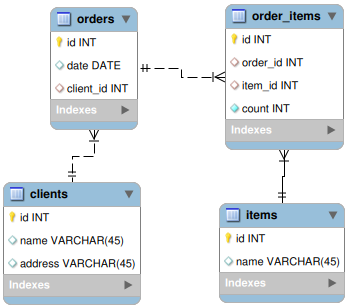 orders
id INT
date DATE
client_id INT
Indexes
order_items
id INT
order_id INT
item_id INT
count INT
Indexes
clients
id INT
name VARCHAR(45)
address VARCHAR(45)
Indexes
items
id INT
name VARCHAR(45)
Indexes